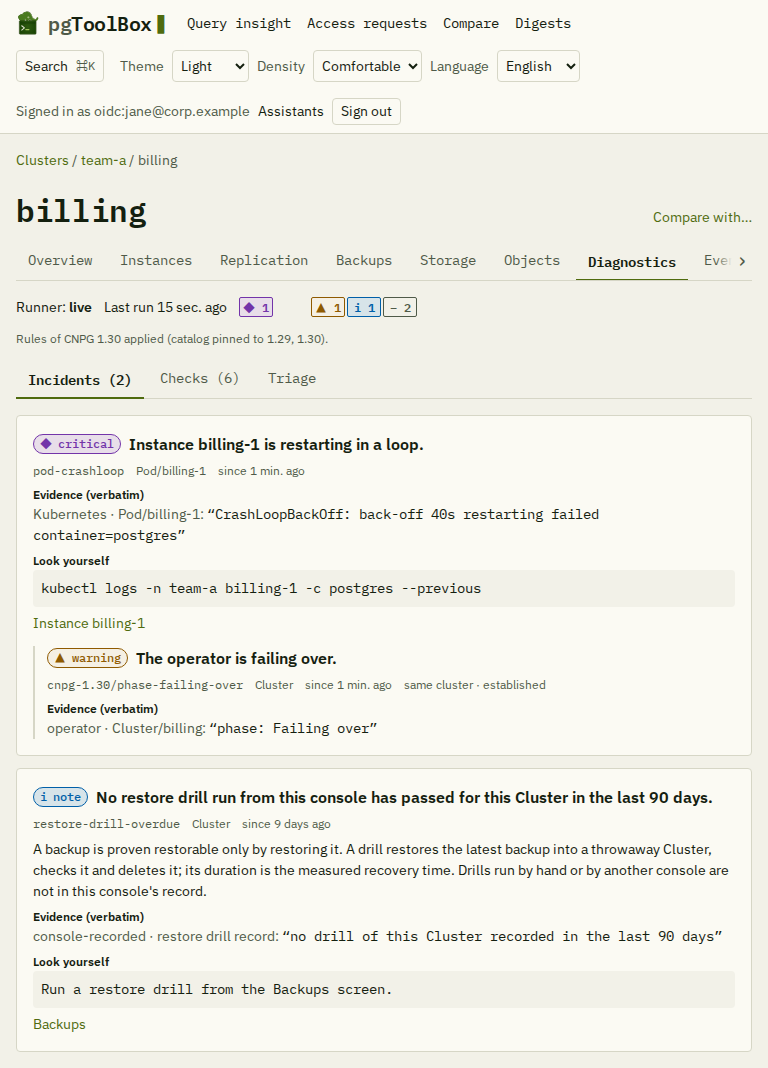 pgToolBox Query insight Access requests Compare Digests
Search ⌘K Theme Light Density Comfortable Language English
Signed in as oidc:jane@corp.example Assistants Sign out
Clusters / team-a / billing
billing
Compare with…
Overview Instances Replication Backups Storage Objects Diagnostics
Runner: live Last run 15 sec. ago ◆ 1 ▲ 1 i 1 − 2
Rules of CNPG 1.30 applied (catalog pinned to 1.29, 1.30).
Incidents (2) Checks (6) Triage
◆ critical Instance billing-1 is restarting in a loop.
pod-crashloop Pod/billing-1 since 1 min. ago
Evidence (verbatim)
Kubernetes · Pod/billing-1: “CrashLoopBackOff: back-off 40s restarting failed
container=postgres”
Look yourself
kubectl logs -n team-a billing-1 -c postgres --previous
Instance billing-1
▲ warning The operator is failing over.
cnpg-1.30/phase-failing-over Cluster since 1 min. ago same cluster · established
Evidence (verbatim)
operator · Cluster/billing: “phase: Failing over”
i note No restore drill run from this console has passed for this Cluster in the last 90 days.
restore-drill-overdue Cluster since 9 days ago
A backup is proven restorable only by restoring it. A drill restores the latest backup into a throwaway Cluster,
checks it and deletes it; its duration is the measured recovery time. Drills run by hand or by another console are
not in this console's record.
Evidence (verbatim)
console-recorded · restore drill record: “no drill of this Cluster recorded in the last 90 days”
Look yourself
Run a restore drill from the Backups screen.
Backups